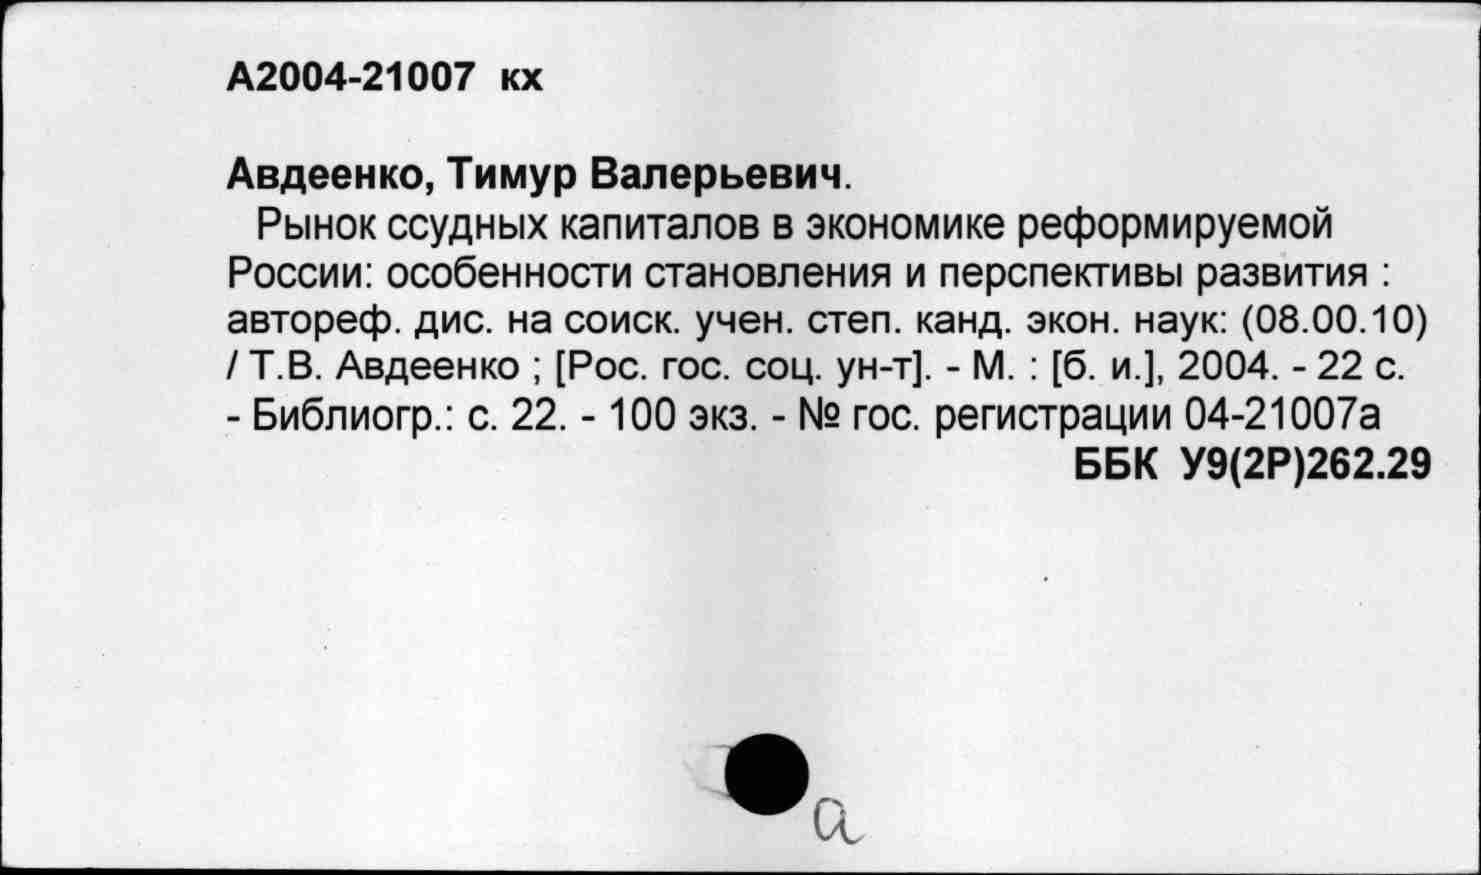 А2004-21007 кх
Авдеенко, Тимур Валерьевич.
Рынок ссудных капиталов в экономике реформируемой
России: особенности становления и перспективы развития :
автореф. дис. на соиск. учен. степ. канд. экон. наук: (08.00.10)
/ Т.В. Авдеенко ; [Рос. гос. соц. ун-т]. - М. : [б. и.], 2004. - 22 с.
- Библиогр.: с. 22. - 100 экз. - № гос. регистрации 04-21007а
ББК У9(2Р)262.29
а